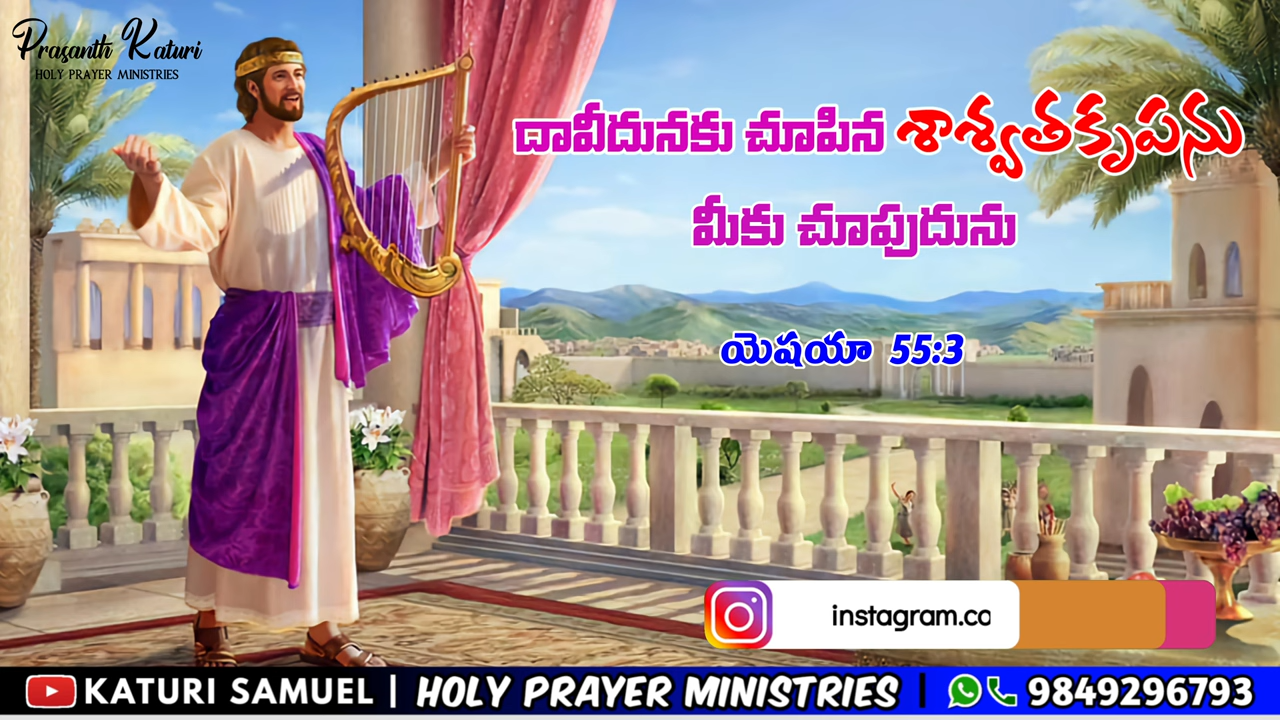 Prasanth Katuri
HOLY PRAYER MINISTRIES
దావీదునకు చూపిన శాశ్వతకృపను
మీకు చూపుదును
యెషయా 55:3
instagram.co
KATURI SAMUEL | HOLY PRAYER MINISTRIES | 9849296793